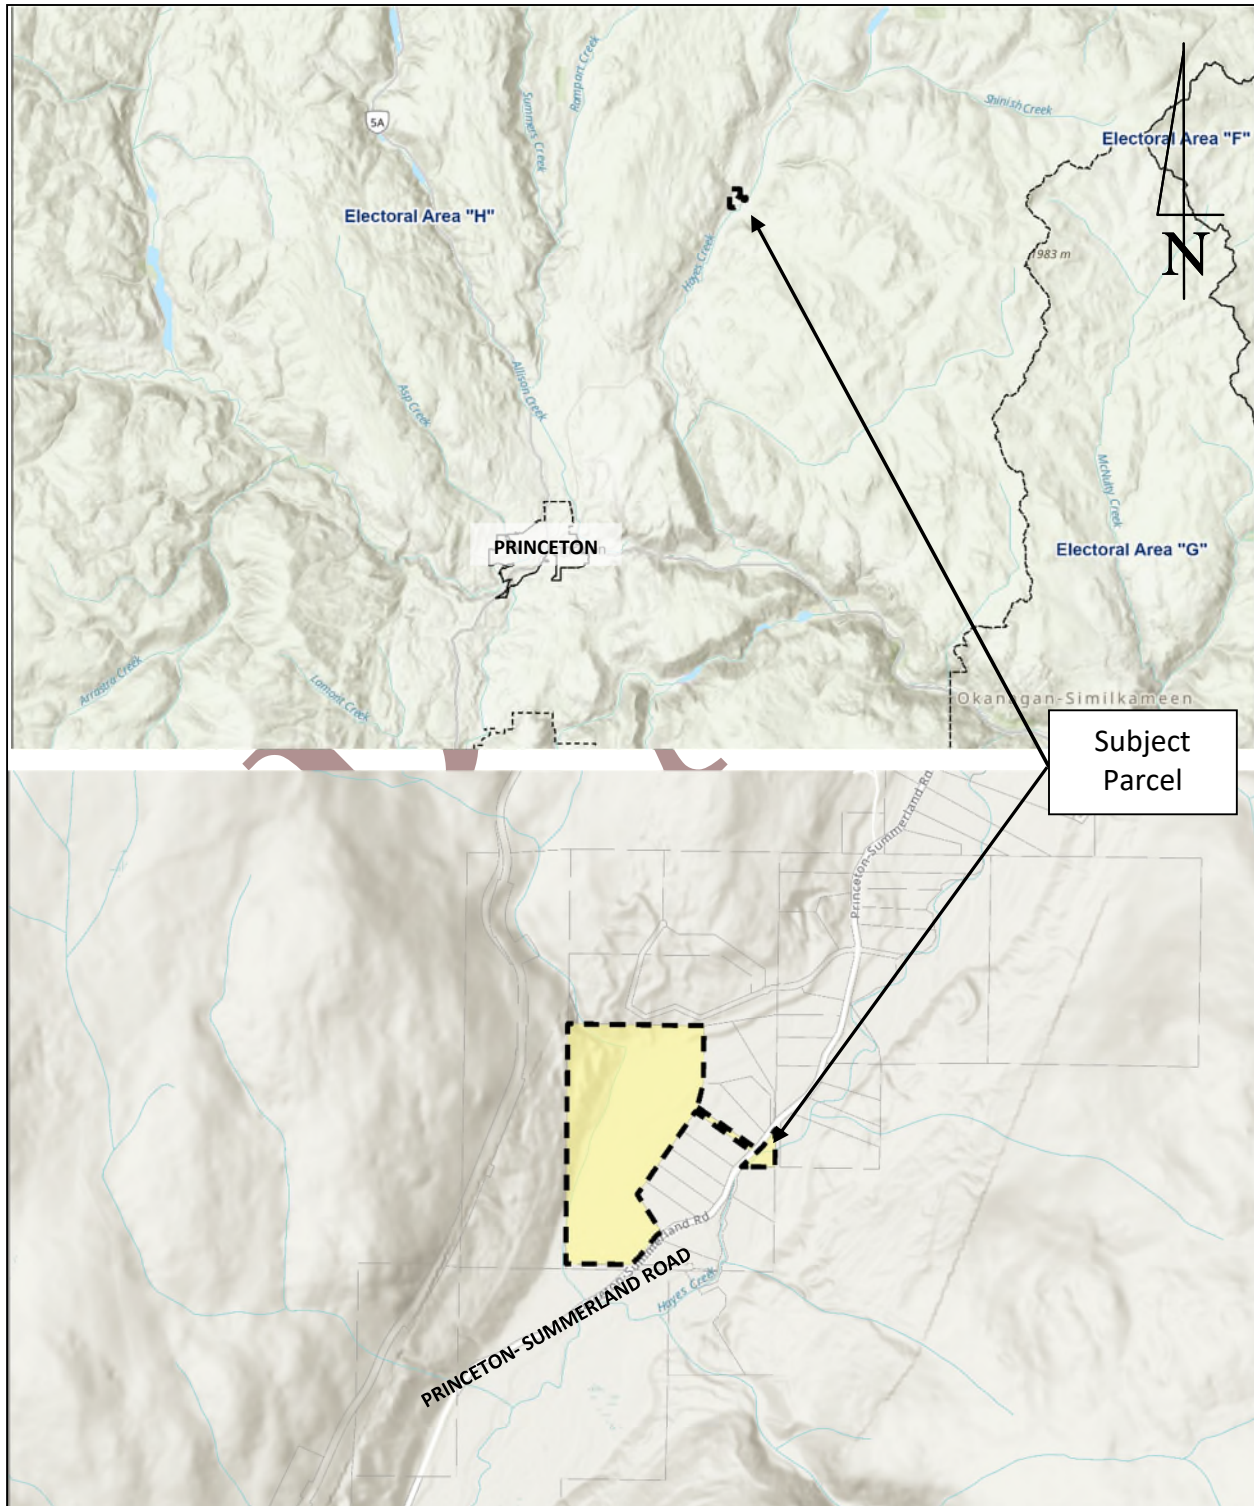 Rampart Creek
Summers Creek
5A
Shinish Creek
Electoral Area "F"
Electoral Area "H"
Hayes Creek
1983 m
N
Allison Creek
Asp Creek
McNulty Creek
PRINCETON
Electoral Area "G"
Arrastra Creek
Lamont Creek
Okanagan-Similkameen
Subject
Parcel
Princeton-Summerland Rd
Summerland Rd
PRINCETON- SUMMERLAND ROAD
Hayes Creek